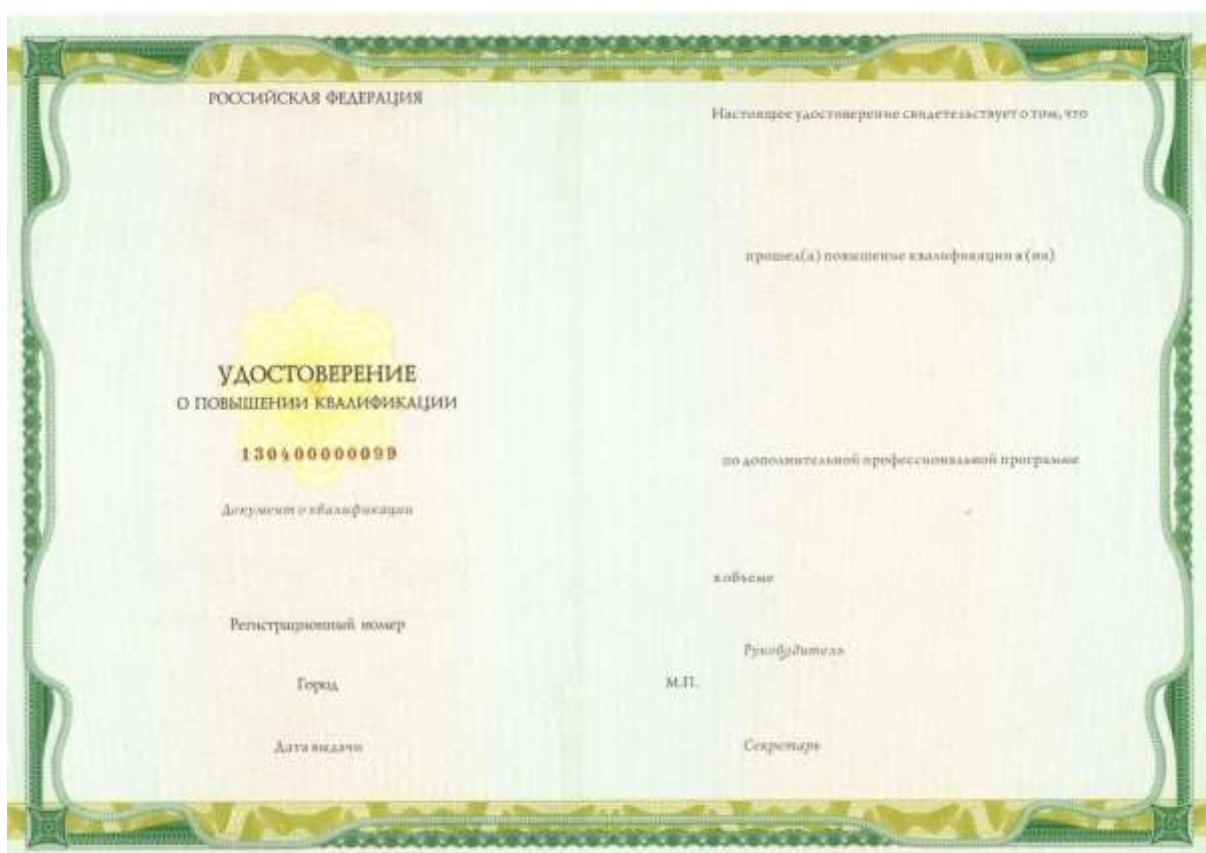 РОССИЙСКАЯ ФЕДЕРАЦИЯ
УДОСТОВЕРЕНИЕ
О ПОВЫШЕНИИ КВАЛИФИКАЦИИ
130400000099
Документ о квалификации
Регистрационный номер
Город
Дата выдачи
Настоящее удостоверение свидетельствует о том, что
прошел(а) повышение квалификации в (на)
по дополнительной профессиональной программе
в объеме
Руководитель
М.П.
Секретарь